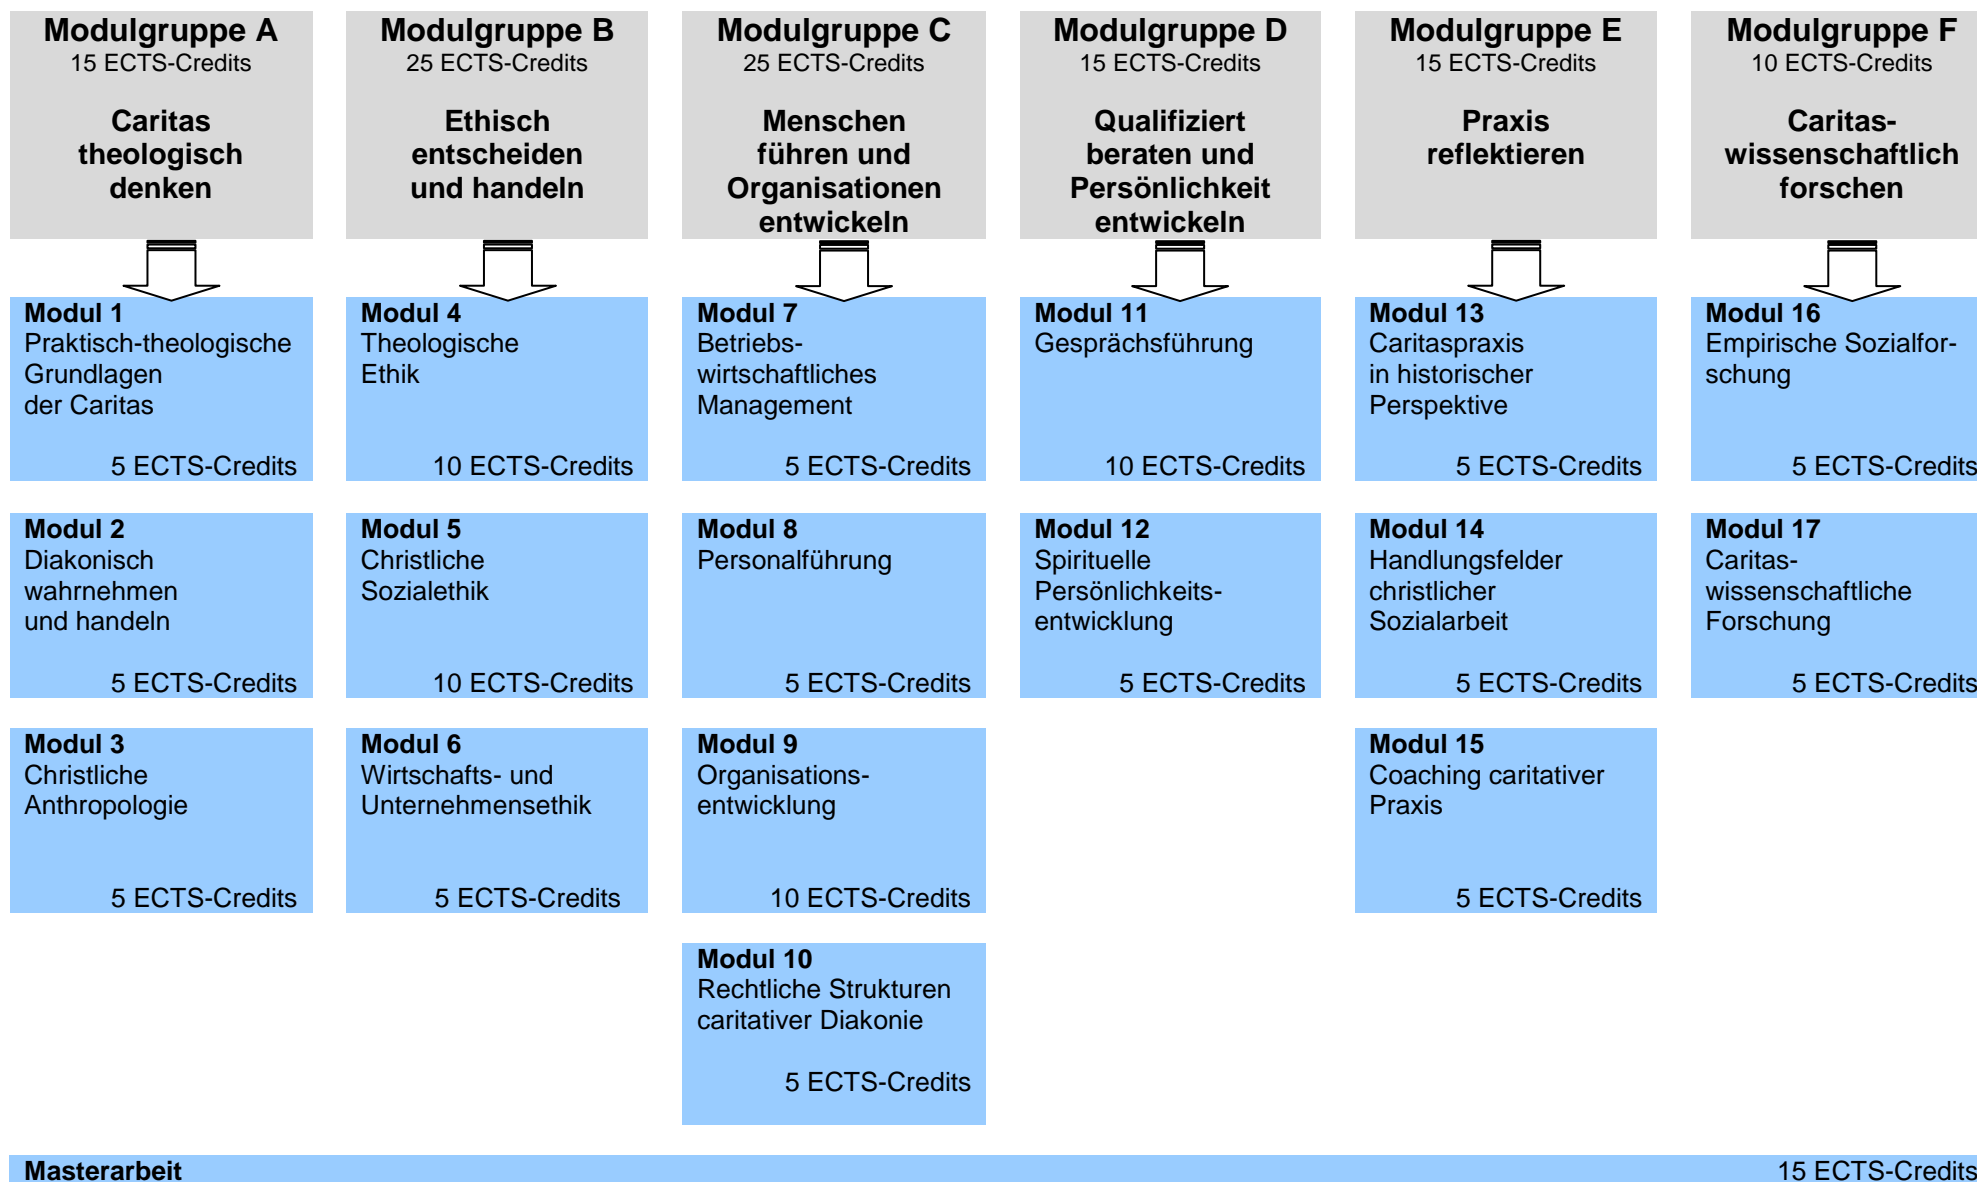 Modulgruppe A
15 ECTS-Credits
Caritas
theologisch
denken
Modulgruppe B
25 ECTS-Credits
Ethisch
entscheiden
und handeln
Modulgruppe C
25 ECTS-Credits
Menschen
führen und
Organisationen
entwickeln
Modulgruppe D
15 ECTS-Credits
Qualifiziert
beraten und
Persönlichkeit
entwickeln
Modulgruppe E
15 ECTS-Credits
Praxis
reflektieren
Modulgruppe F
10 ECTS-Credits
Caritas-
wissenschaftlich
forschen
Modul 1
Praktisch-theologische
Grundlagen
der Caritas
5 ECTS-Credits
Modul 4
Theologische
Ethik
10 ECTS-Credits
Modul 7
Betriebs-
wirtschaftliches
Management
5 ECTS-Credits
Modul 11
Gesprächsführung
10 ECTS-Credits
Modul 13
Caritaspraxis
in historischer
Perspektive
5 ECTS-Credits
Modul 16
Empirische Sozialfor-
schung
5 ECTS-Credits
Modul 2
Diakonisch
wahrnehmen
und handeln
5 ECTS-Credits
Modul 5
Christliche
Sozialethik
10 ECTS-Credits
Modul 8
Personalführung
5 ECTS-Credits
Modul 12
Spirituelle
Persönlichkeits-
entwicklung
5 ECTS-Credits
Modul 14
Handlungsfelder
christlicher
Sozialarbeit
5 ECTS-Credits
Modul 17
Caritas-
wissenschaftliche
Forschung
5 ECTS-Credits
Modul 3
Christliche
Anthropologie
5 ECTS-Credits
Modul 6
Wirtschafts- und
Unternehmensethik
5 ECTS-Credits
Modul 9
Organisations-
entwicklung
10 ECTS-Credits
Modul 15
Coaching caritativer
Praxis
5 ECTS-Credits
Modul 10
Rechtliche Strukturen
caritativer Diakonie
5 ECTS-Credits
Masterarbeit 15 ECTS-Credits